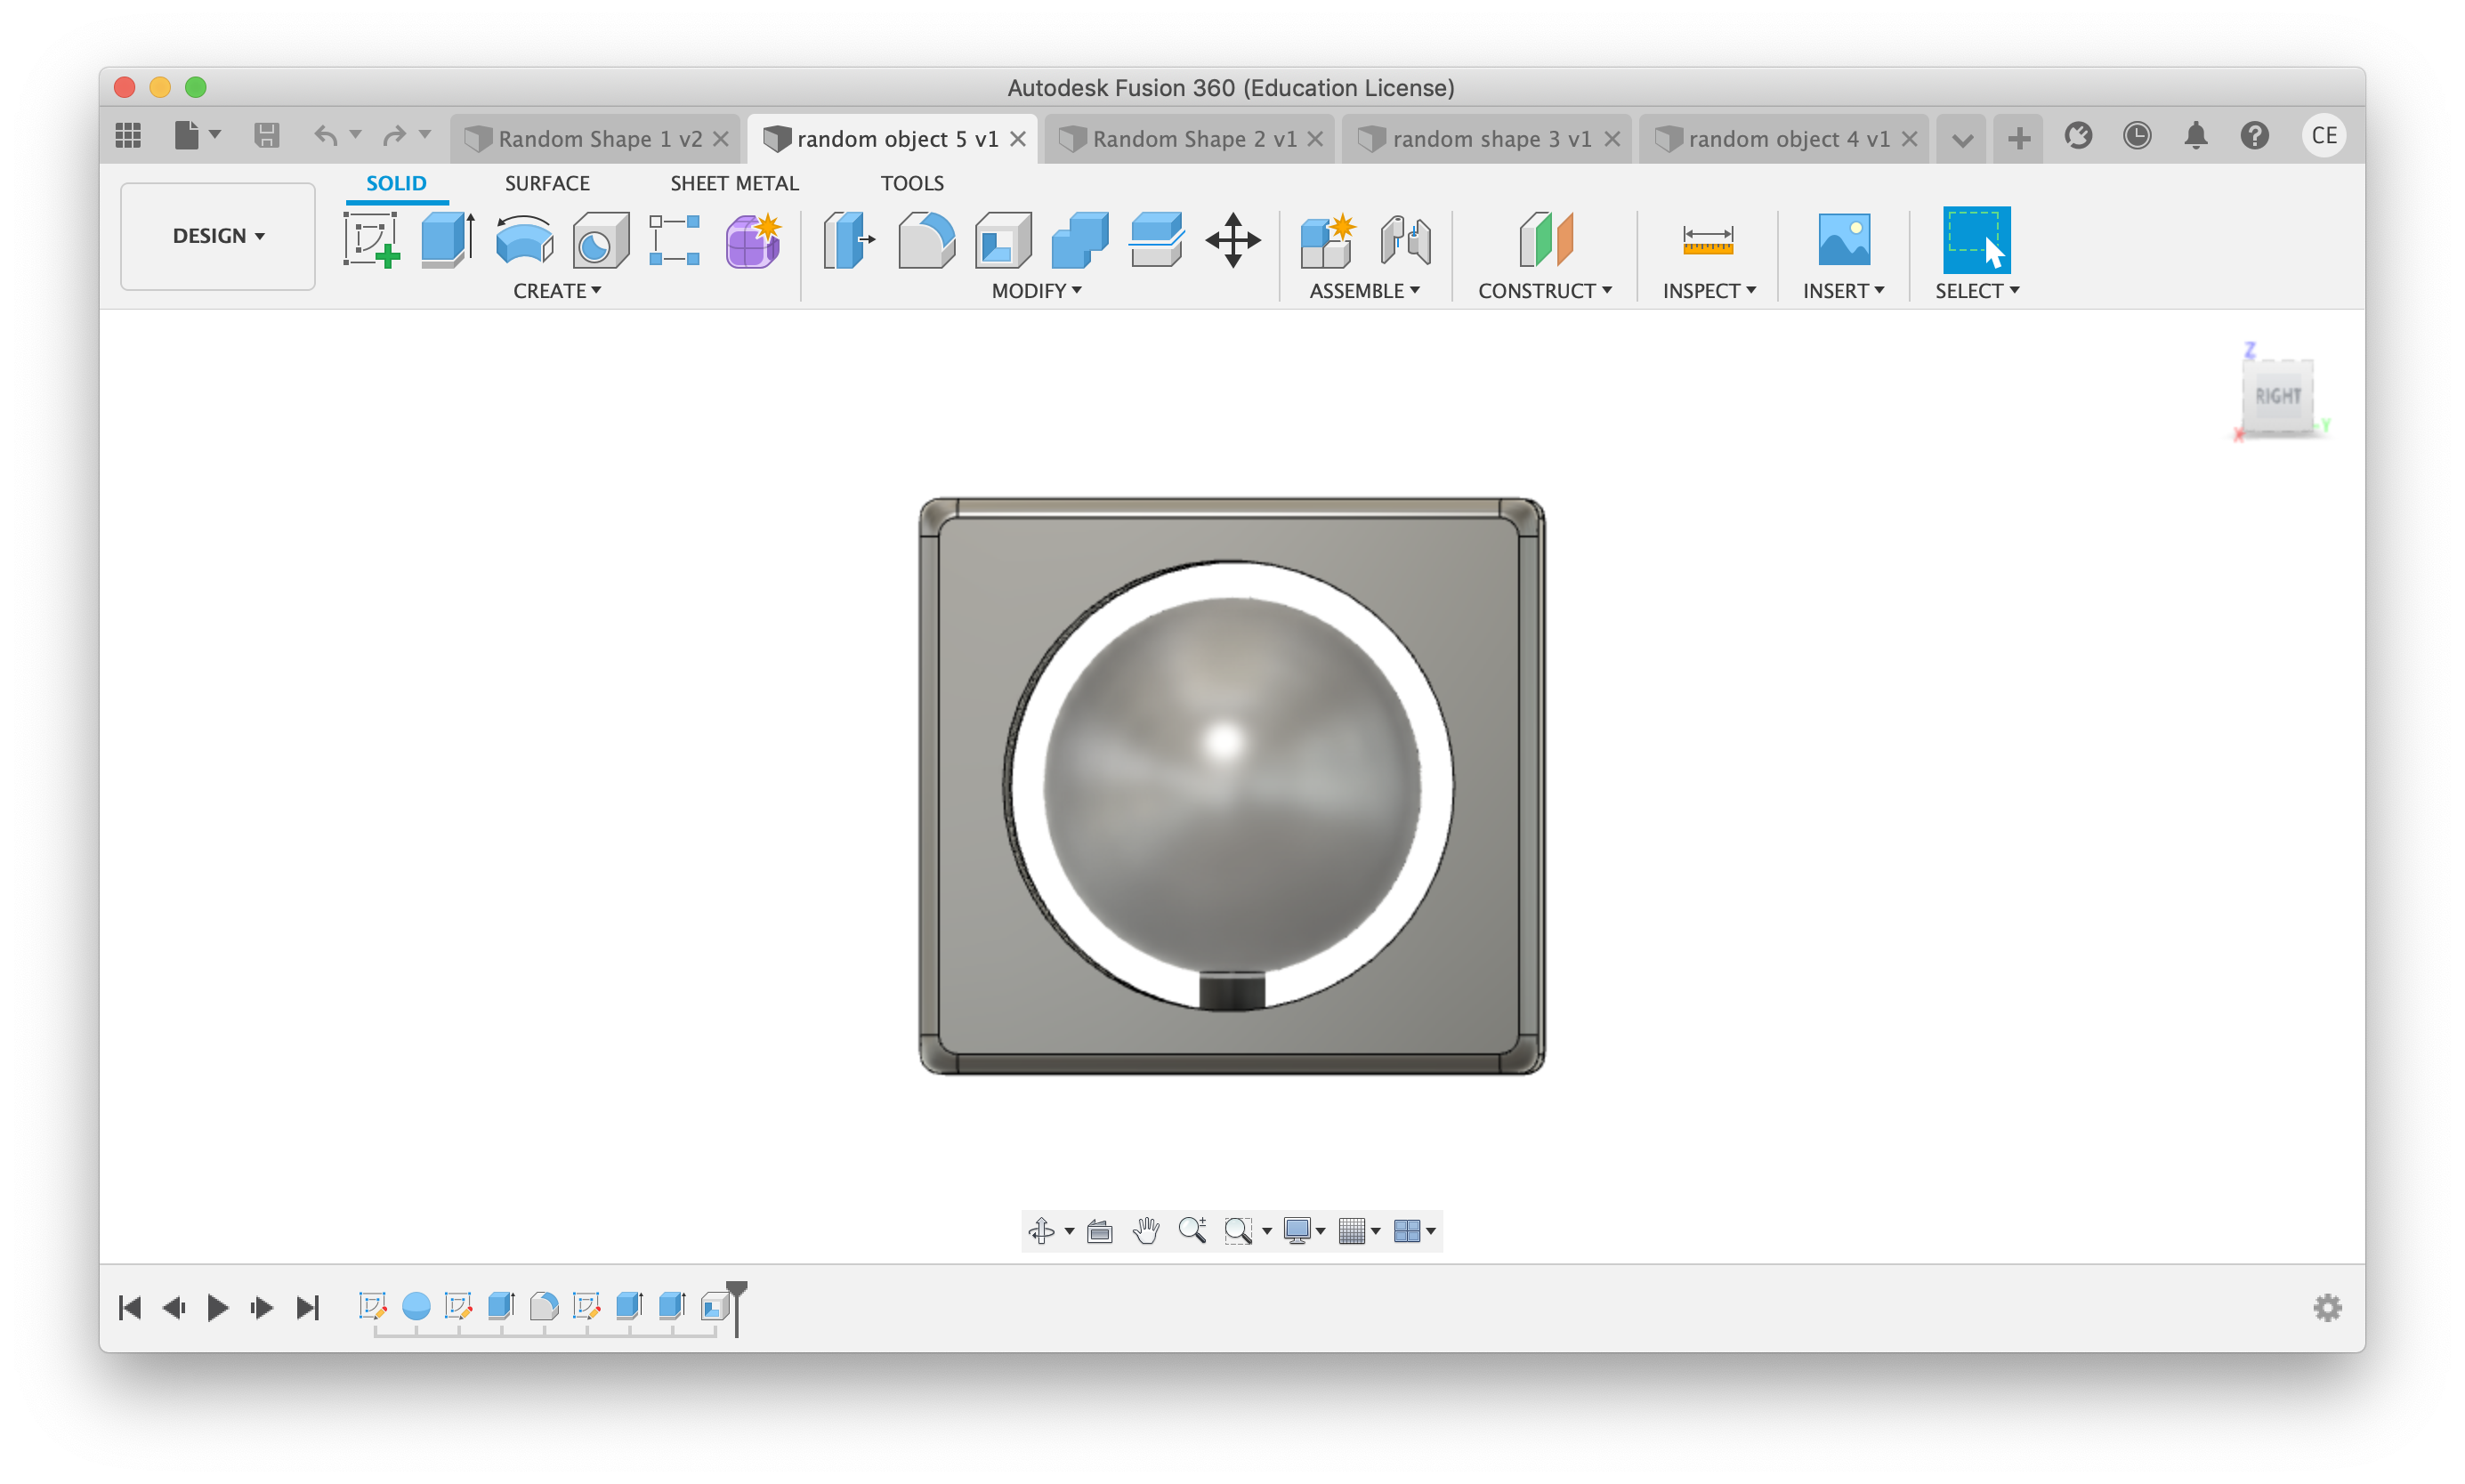 Autodesk Fusion 360 (Education License)
Random Shape 1 v2
random object 5 v1
Random Shape 2 v1
random shape 3 v1
random object 4 v1
CE
DESIGN
SOLID
SURFACE
SHEET METAL
TOOLS
CREATE
MODIFY
ASSEMBLE
CONSTRUCT
INSPECT
INSERT
SELECT
Z
RIGHT
X
Y